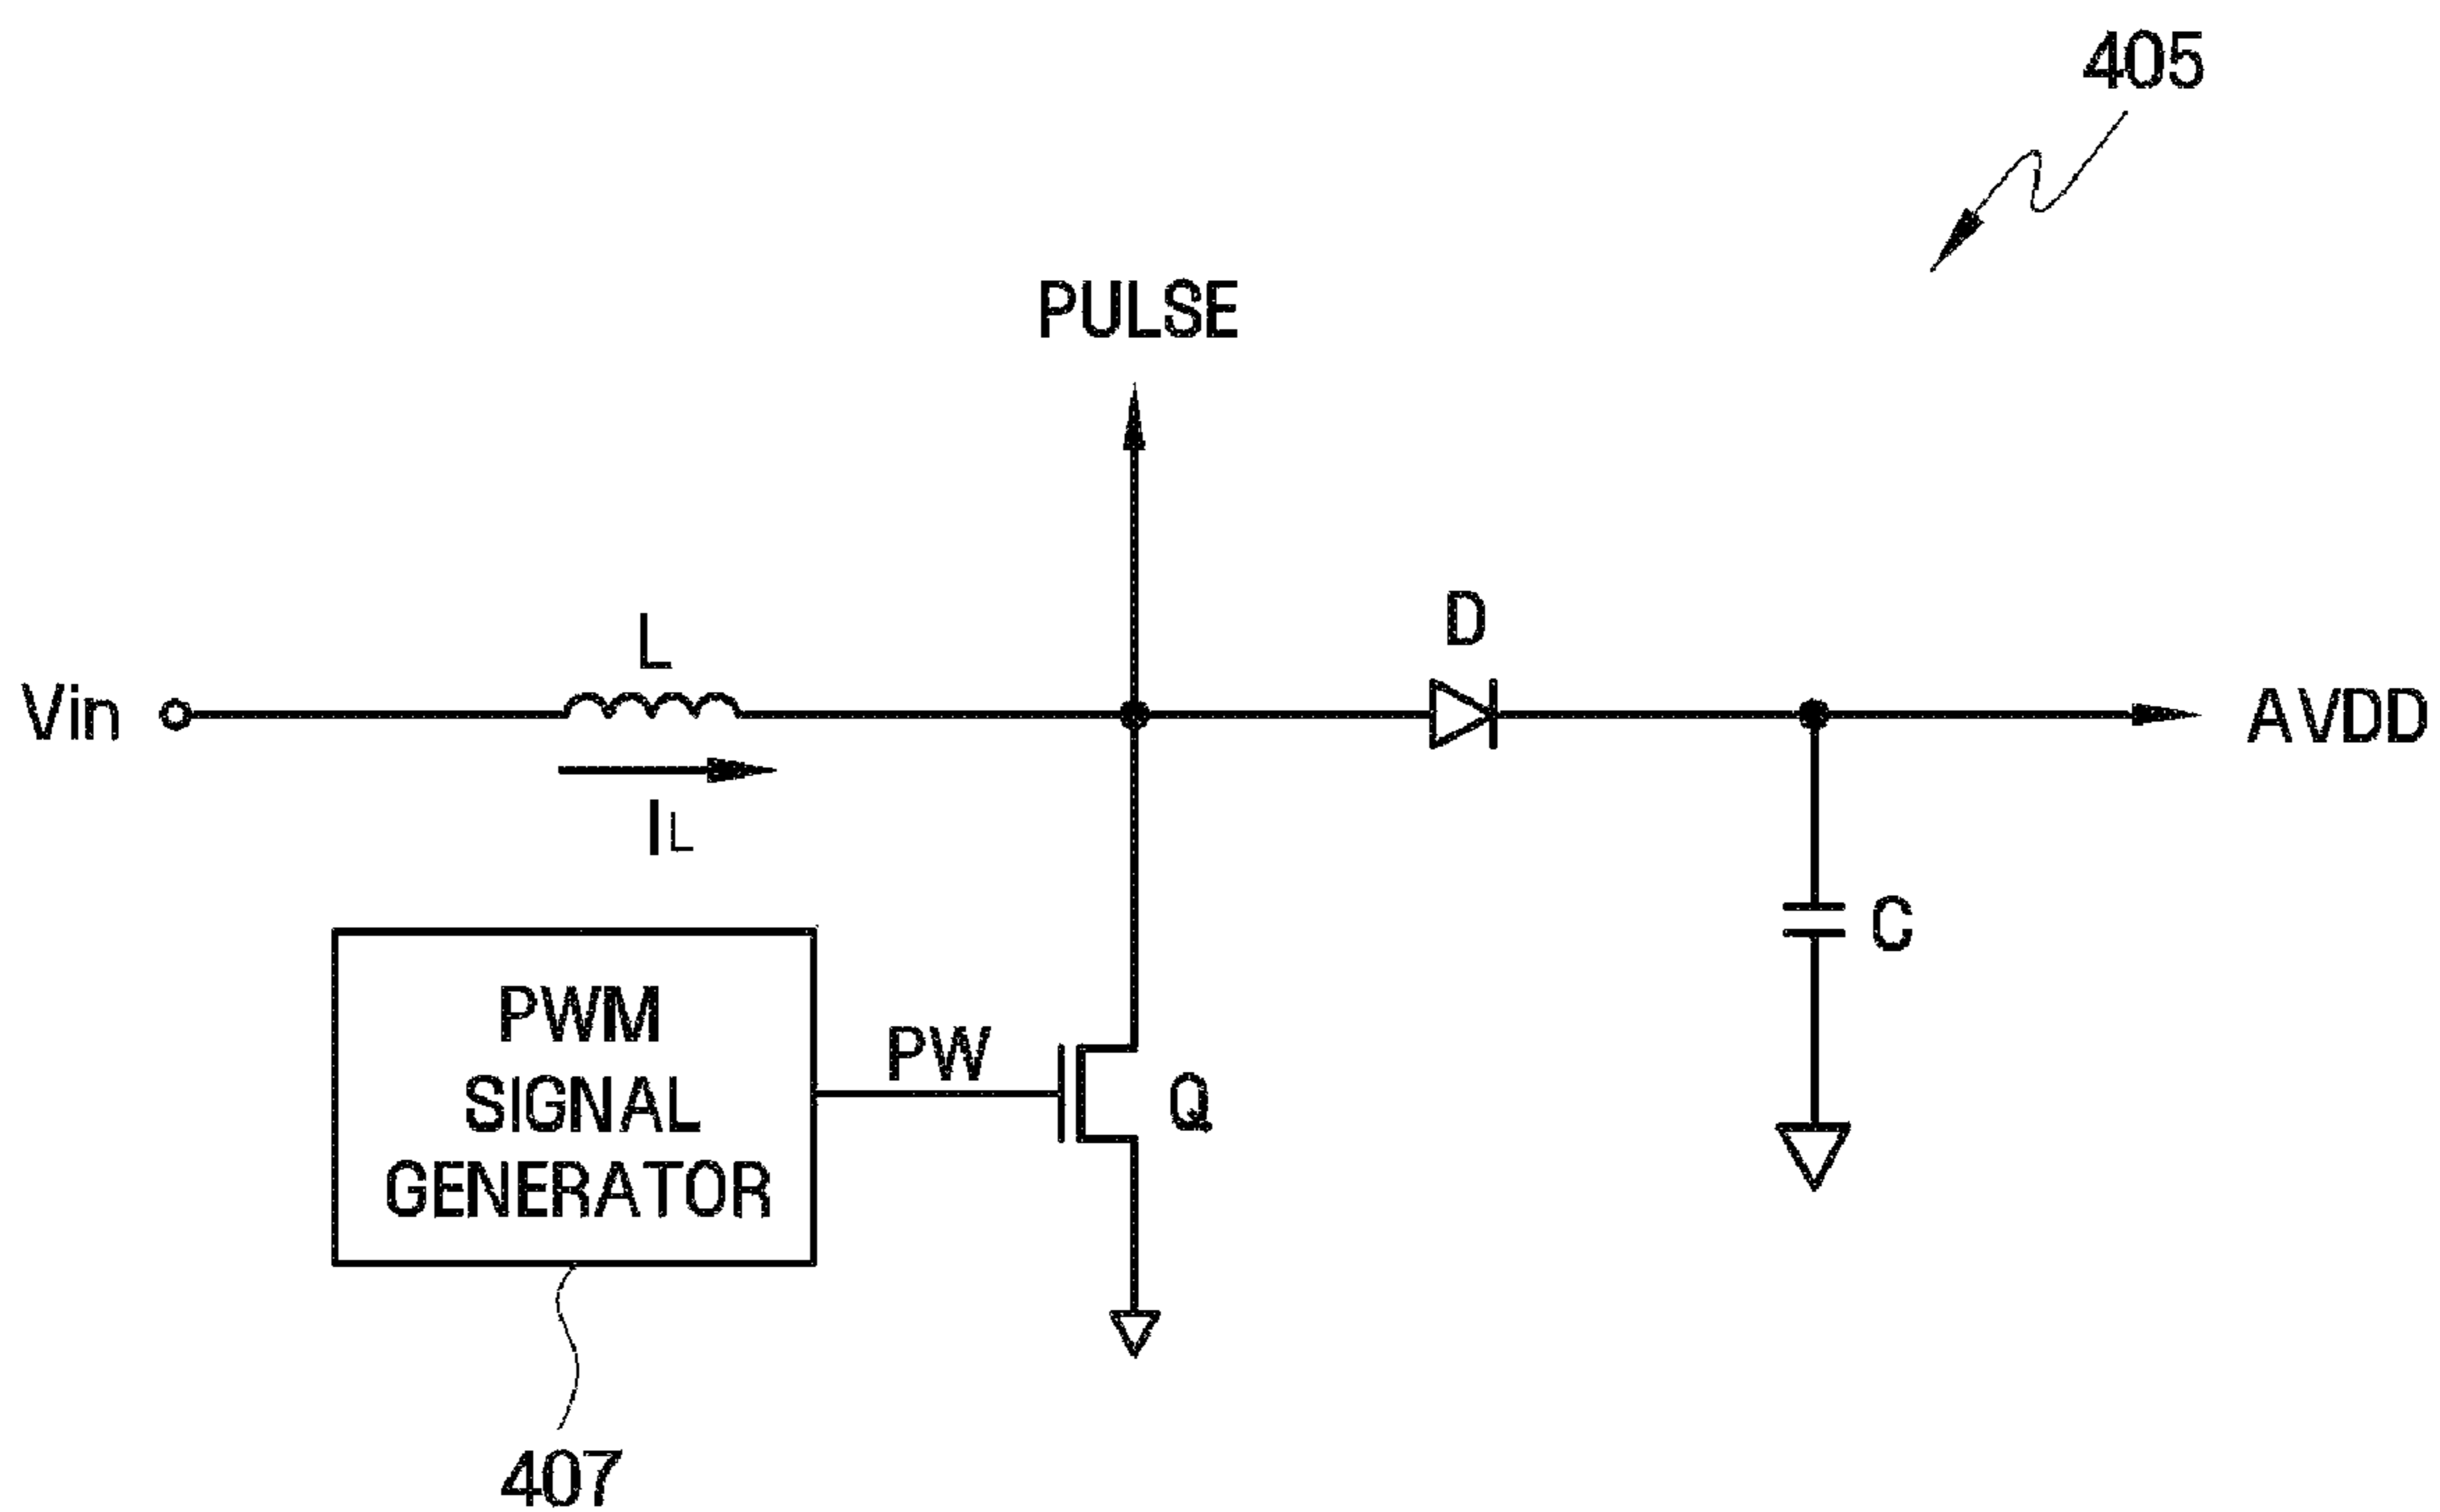 405
PULSE
L
D
Vin
AVDD
IL
C
PWM
SIGNAL
GENERATOR
PW
Q
407